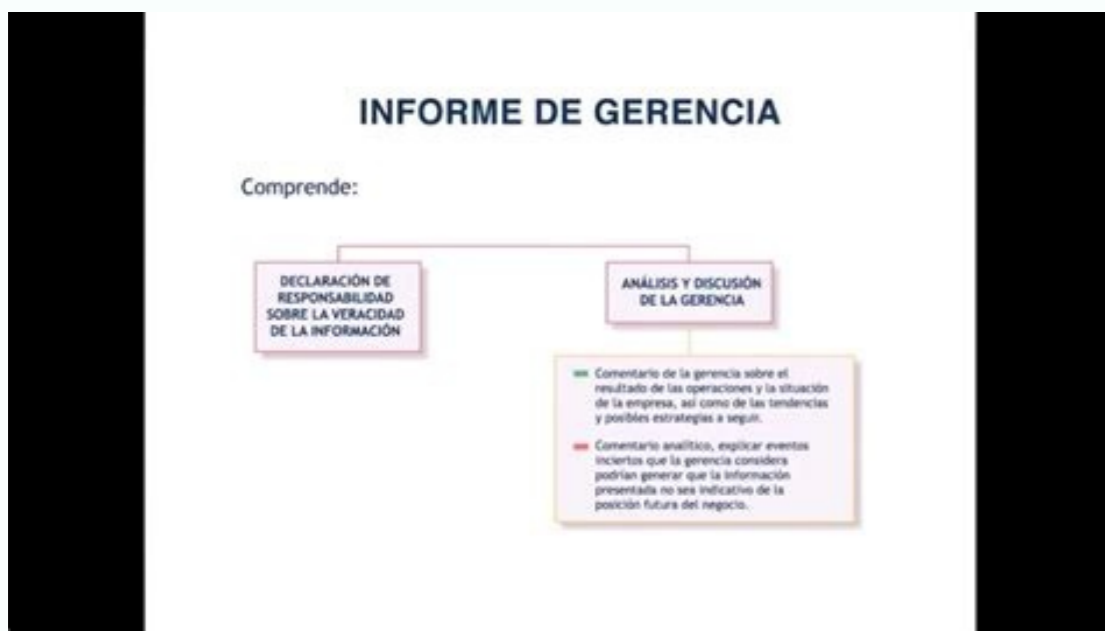 INFORME DE GERENCIA
Comprende:
DECLARACIÓN DE
RESPONSABILIDAD
SOBRE LA VERACIDAD
DE LA INFORMACIÓN
ANÁLISIS Y DISCUSIÓN
DE LA GERENCIA
Comentario de la gerencia sobre el
resultado de las operaciones y la situación
de la empresa, así como de las tendencias
y posibles estrategias a seguir.
Comentario analítico, explicar eventos
inciertos que la gerencia considera
podrían generar que la información
presentada no sea indicativo de la
posición futura del negocio.